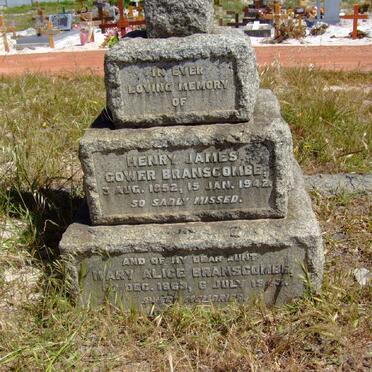 IN EVER
LOVING MEMORY
OF
HENRY JAMES
GOWER BRANSCOMBE.
3 AUG. 1852, 15 JAN. 1942.
SO SADLY MISSED.
AND OF MY DEAR AUNT
MARY ALICE BRANSCOMBE.
DEC. 1863, 6 JULY